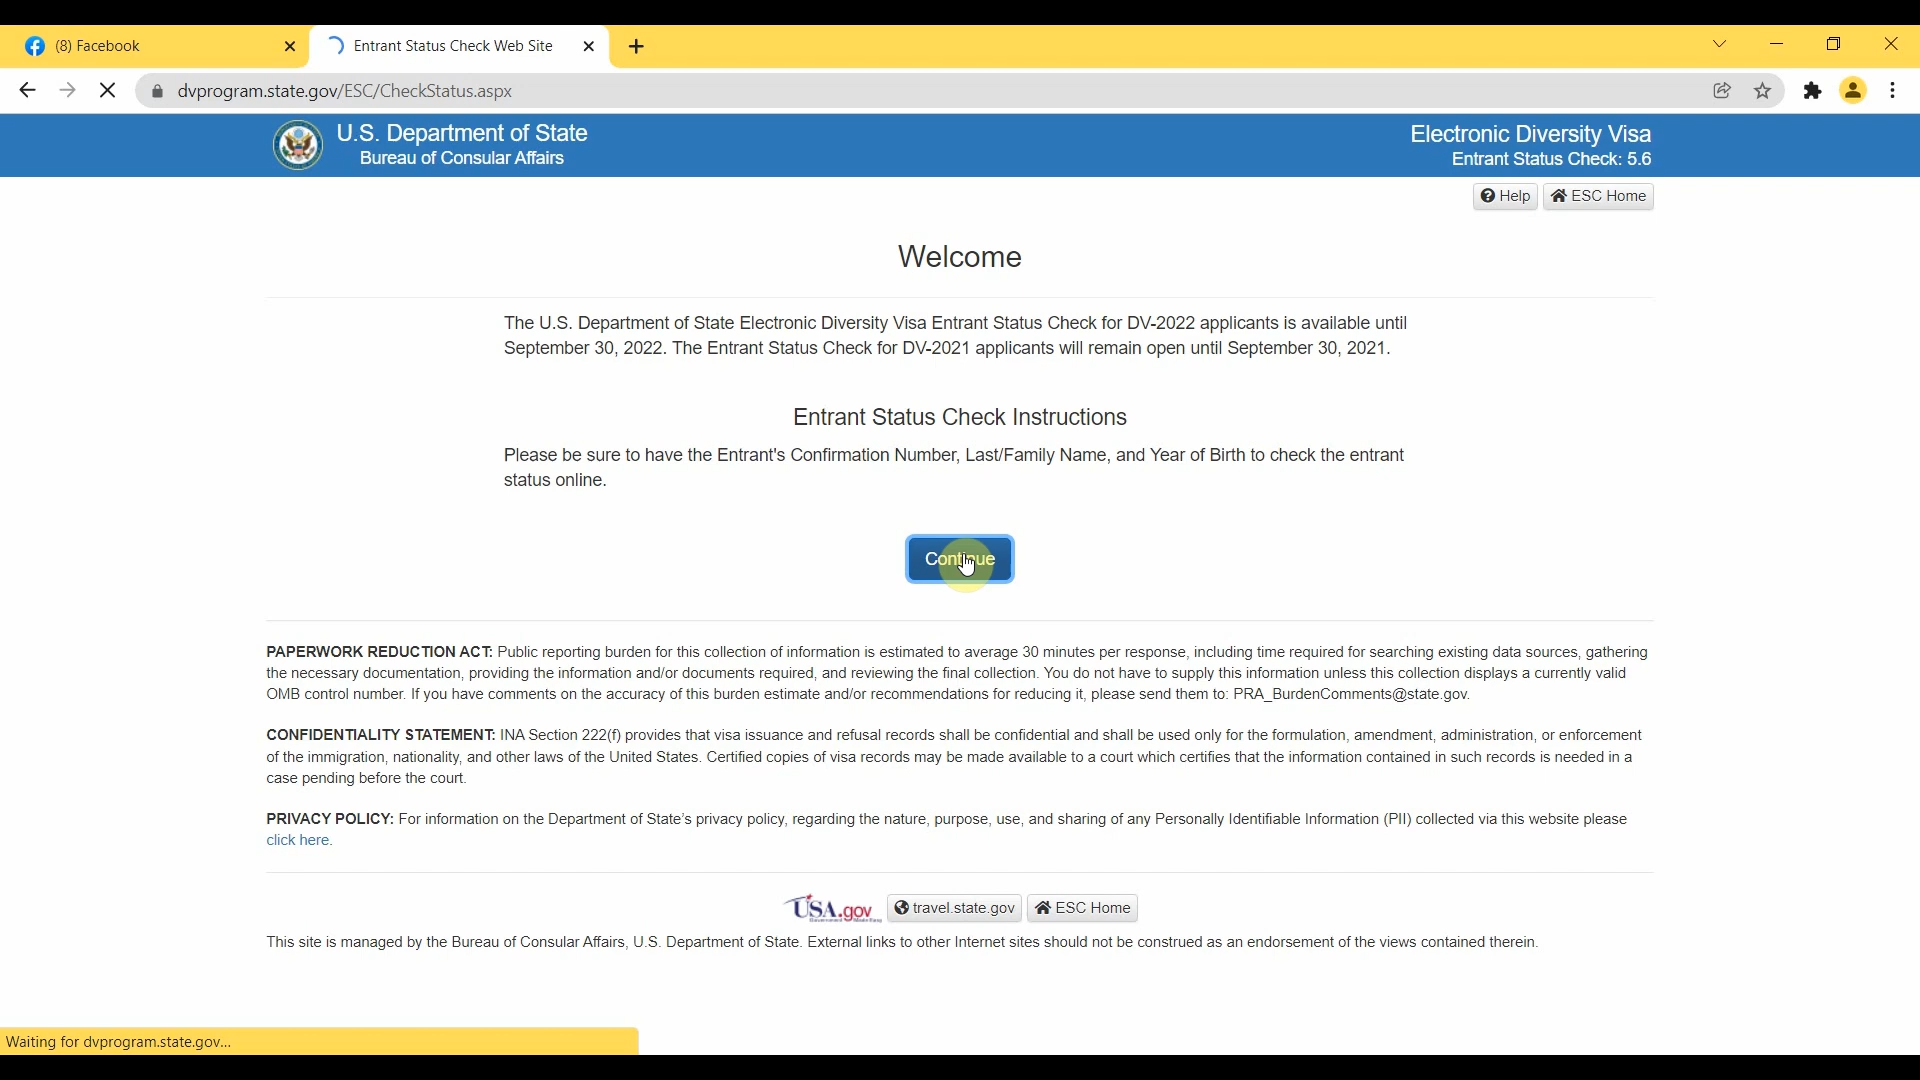 (8) Facebook
Entrant Status Check Web Site
dvprogram.state.gov/ESC/CheckStatus.aspx
U.S. Department of State
Bureau of Consular Affairs
Electronic Diversity Visa
Entrant Status Check: 5.6
Help
ESC Home
Welcome
The U.S. Department of State Electronic Diversity Visa Entrant Status Check for DV-2022 applicants is available until
September 30, 2022. The Entrant Status Check for DV-2021 applicants will remain open until September 30, 2021.
Entrant Status Check Instructions
Please be sure to have the Entrant's Confirmation Number, Last/Family Name, and Year of Birth to check the entrant
status online.
Continue
PAPERWORK REDUCTION ACT: Public reporting burden for this collection of information is estimated to average 30 minutes per response, including time required for searching existing data sources, gathering
the necessary documentation, providing the information and/or documents required, and reviewing the final collection. You do not have to supply this information unless this collection displays a currently valid
OMB control number. If you have comments on the accuracy of this burden estimate and/or recommendations for reducing it, please send them to: PRA_BurdenComments@state.gov.
CONFIDENTIALITY STATEMENT: INA Section 222(f) provides that visa issuance and refusal records shall be confidential and shall be used only for the formulation, amendment, administration, or enforcement
of the immigration, nationality, and other laws of the United States. Certified copies of visa records may be made available to a court which certifies that the information contained in such records is needed in a
case pending before the court.
PRIVACY POLICY: For information on the Department of State's privacy policy, regarding the nature, purpose, use, and sharing of any Personally Identifiable Information (PII) collected via this website please
click here.
USA.gov
travel.state.gov
ESC Home
This site is managed by the Bureau of Consular Affairs, U.S. Department of State. External links to other Internet sites should not be construed as an endorsement of the views contained therein.
Waiting for dvprogram.state.gov...